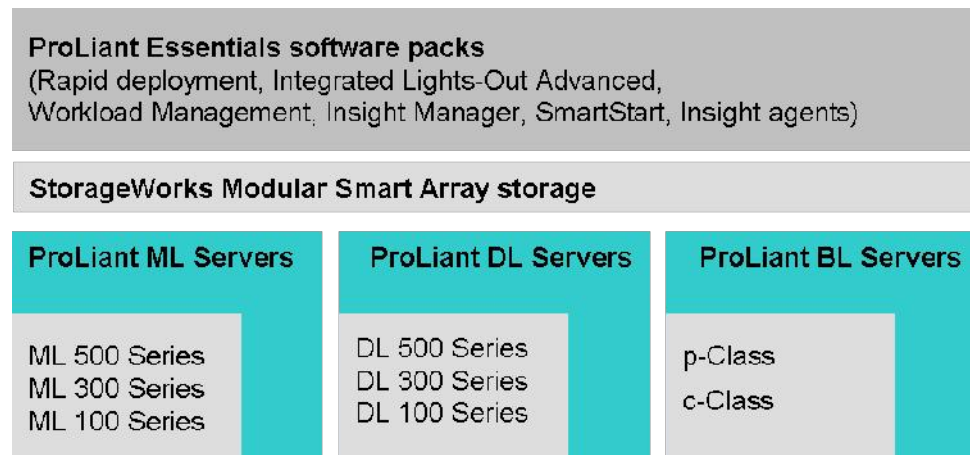 ProLiant Essentials software packs
(Rapid deployment, Integrated Lights-Out Advanced,
Workload Management, Insight Manager, SmartStart, Insight agents)
StorageWorks Modular Smart Array storage
ProLiant ML Servers
ML 500 Series
ML 300 Series
ML 100 Series
ProLiant DL Servers
DL 500 Series
DL 300 Series
DL 100 Series
ProLiant BL Servers
p-Class
c-Class